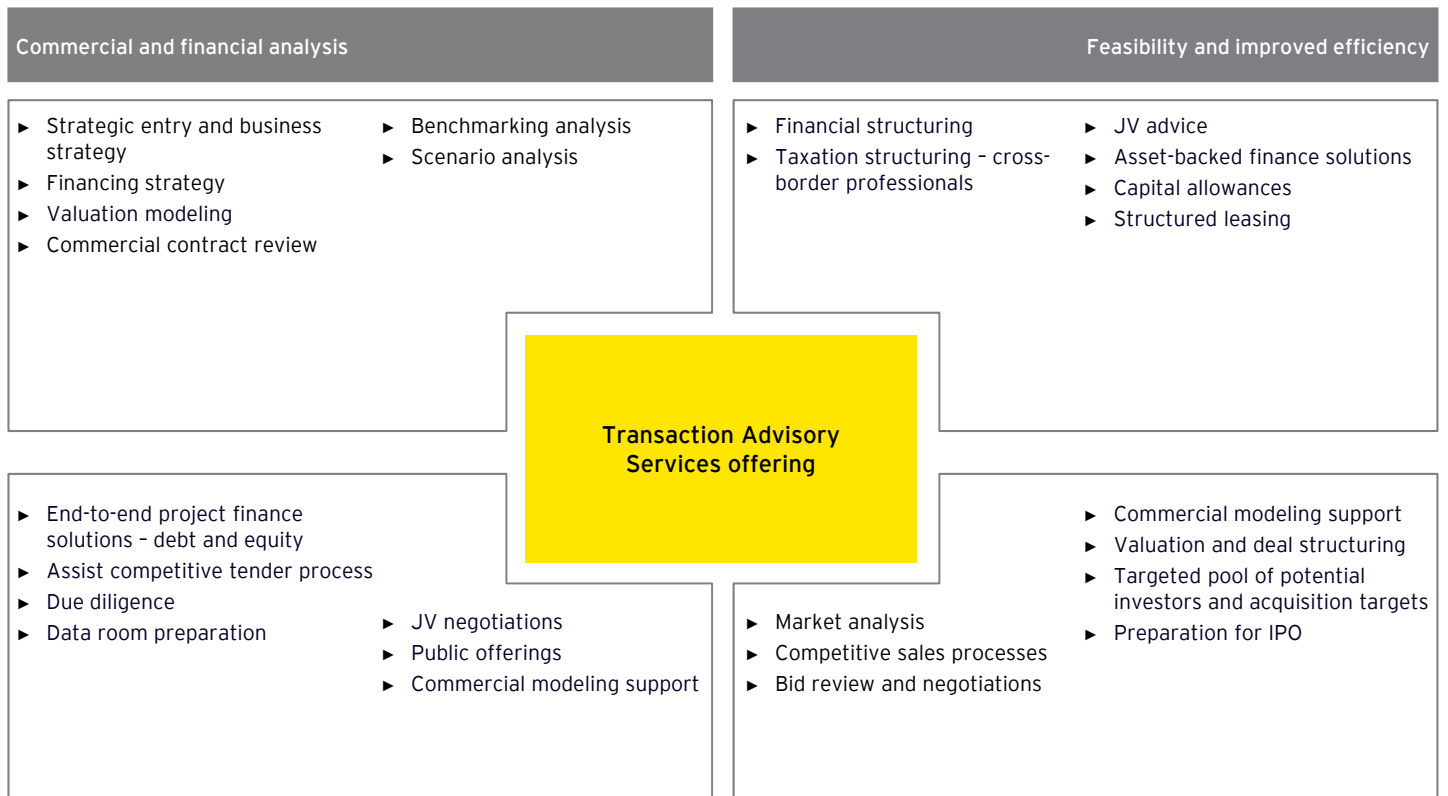 Commercial and financial analysis
Feasibility and improved efficiency
► Strategic entry and business
strategy
► Financing strategy
► Valuation modeling
► Commercial contract review
► Benchmarking analysis
► Scenario analysis
► Financial structuring
► Taxation structuring – cross-
border professionals
► JV advice
► Asset-backed finance solutions
► Capital allowances
► Structured leasing
Transaction Advisory
Services offering
► End-to-end project finance
solutions – debt and equity
► Assist competitive tender process
► Due diligence
► Data room preparation
► JV negotiations
► Public offerings
► Commercial modeling support
► Market analysis
► Competitive sales processes
► Bid review and negotiations
► Commercial modeling support
► Valuation and deal structuring
► Targeted pool of potential
investors and acquisition targets
► Preparation for IPO